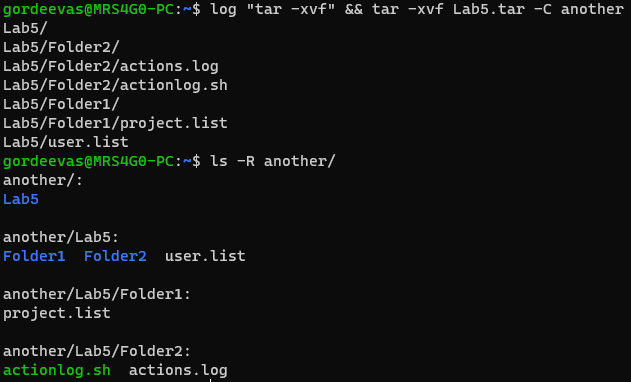 gordeevas@MRS4G0-PC:~$ log "tar -xvf" && tar -xvf Lab5.tar -C another
Lab5/
Lab5/Folder2/
Lab5/Folder2/actions.log
Lab5/Folder2/actionlog.sh
Lab5/Folder1/
Lab5/Folder1/project.list
Lab5/user.list
gordeevas@MRS4G0-PC:~$ ls -R another/
another/:
Lab5

another/Lab5:
Folder1  Folder2  user.list

another/Lab5/Folder1:
project.list

another/Lab5/Folder2:
actionlog.sh  actions.log